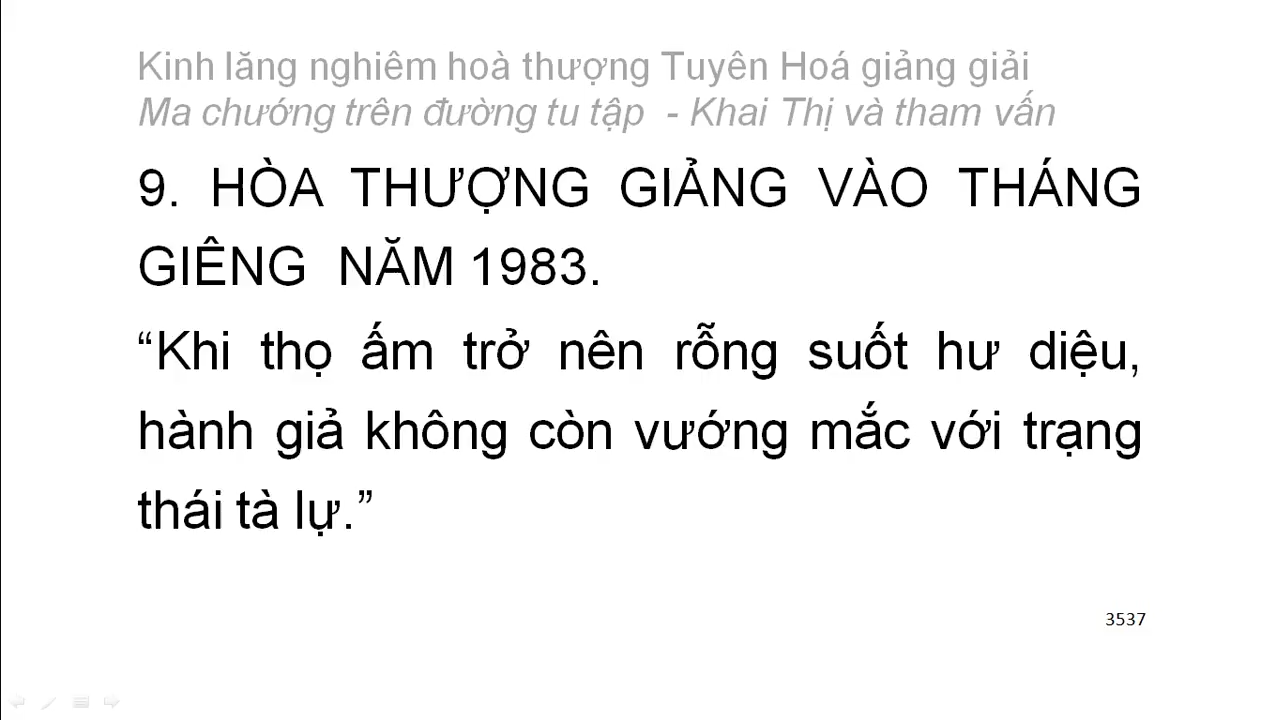 Kinh lăng nghiêm hoà thượng Tuyên Hoá giảng giải
Ma chướng trên đường tu tập - Khai Thị và tham vấn
9. HÒA THƯỢNG GIẢNG VÀO THÁNG
GIÊNG NĂM 1983.
“Khi thọ ấm trở nên rỗng suốt hư diệu,
hành giả không còn vướng mắc với trạng
thái tà lự.”
3537